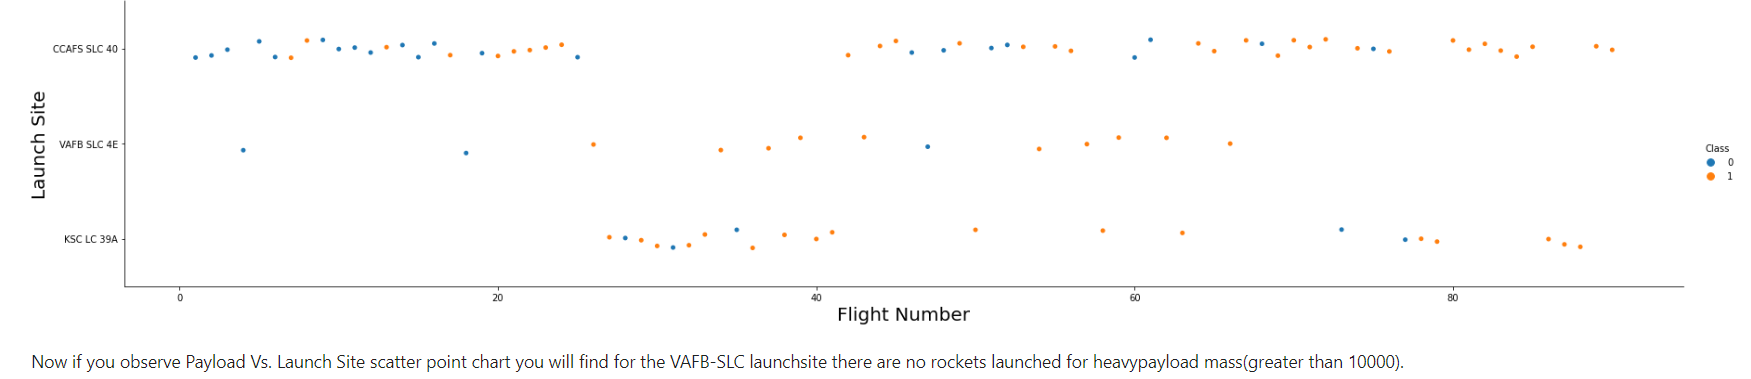 CCAFS SLC 40
VAFB SLC 4E
KSC LC 39A
Launch Site
0 20 40 60 80
Flight Number
Class
0
1
Now if you observe Payload Vs. Launch Site scatter point chart you will find for the VAFB-SLC launchsite there are no rockets launched for heavypayload mass(greater than 10000).